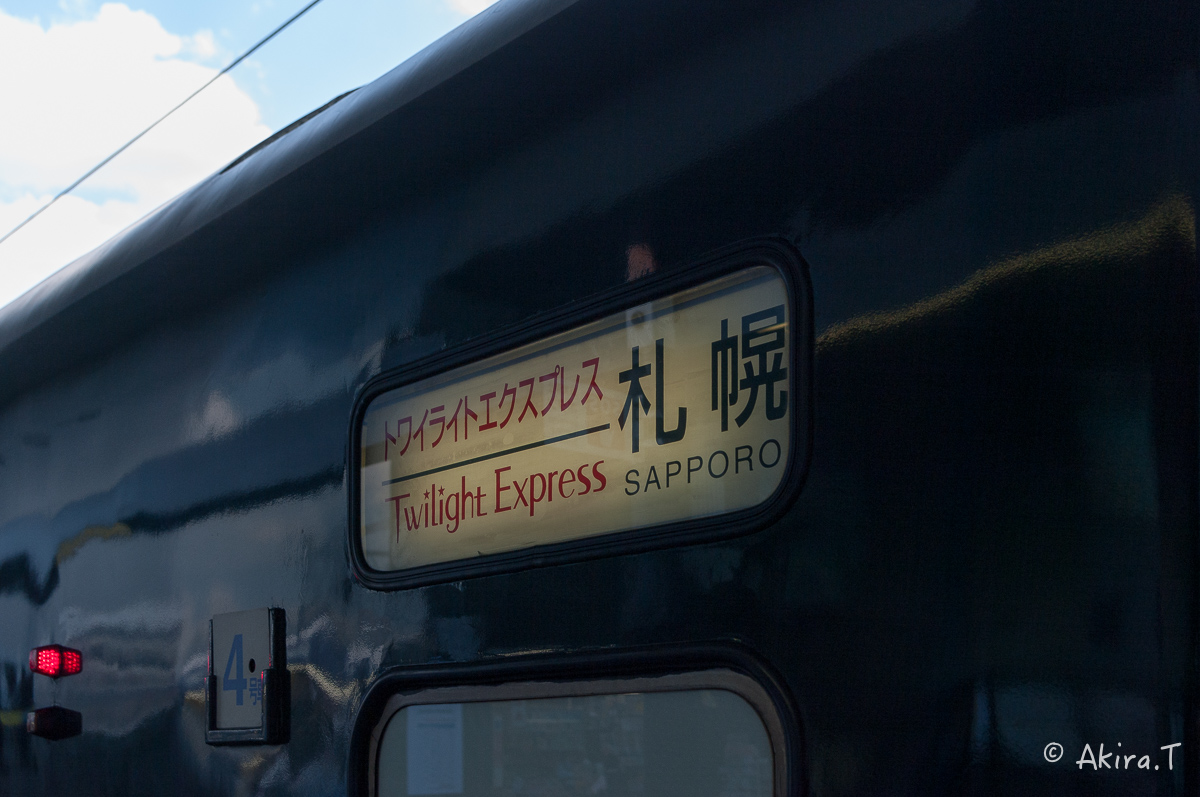 トワイライトエクスプレス
Twilight Express
札幌
SAPPORO
4号
© Akira.T